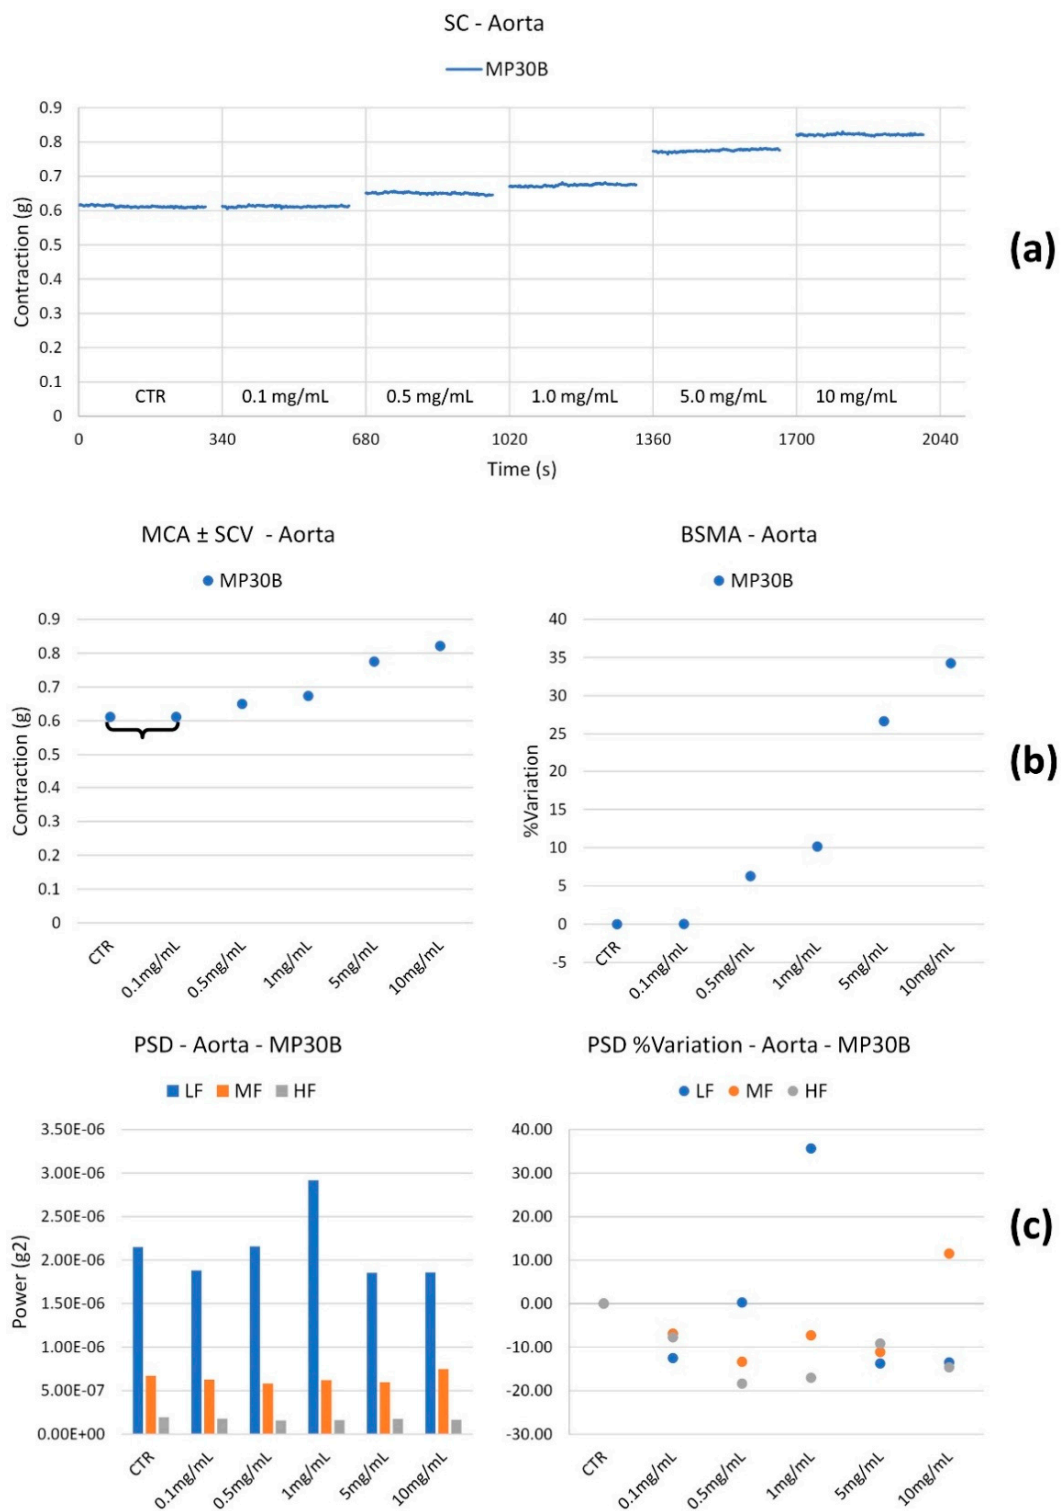 SC - Aorta
MP30B
0.9
0.8
0.7
0.6
0.5
0.4
0.3
0.2
0.1
0
Contraction (g)
CTR 0.1 mg/mL 0.5 mg/mL 1.0 mg/mL 5.0 mg/mL 10 mg/mL
0 340 680 1020 1360 1700 2040
Time (s)
(a)
MCA ± SCV - Aorta
MP30B
0.9
0.8
0.7
0.6
0.5
0.4
0.3
0.2
0.1
0
Contraction (g)
CTR 0.1mg/mL 0.5mg/mL 1mg/mL 5mg/mL 10mg/mL
BSMA - Aorta
MP30B
40
35
30
25
20
15
10
5
0
-5
%Variation
CTR 0.1mg/mL 0.5mg/mL 1mg/mL 5mg/mL 10mg/mL
(b)
PSD - Aorta - MP30B
LF MF HF
3.50E-06
3.00E-06
2.50E-06
2.00E-06
1.50E-06
1.00E-06
5.00E-07
0.00E+00
Power (g2)
CTR 0.1mg/mL 0.5mg/mL 1mg/mL 5mg/mL 10mg/mL
PSD %Variation - Aorta - MP30B
LF MF HF
40.00
30.00
20.00
10.00
0.00
-10.00
-20.00
-30.00
CTR 0.1mg/mL 0.5mg/mL 1mg/mL 5mg/mL 10mg/mL
(c)